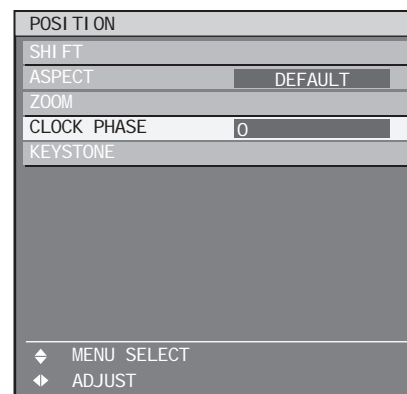 POSITION
SHIFT
ASPECT DEFAULT
ZOOM
CLOCK PHASE 0
KEYSTONE
MENU SELECT
ADJUST